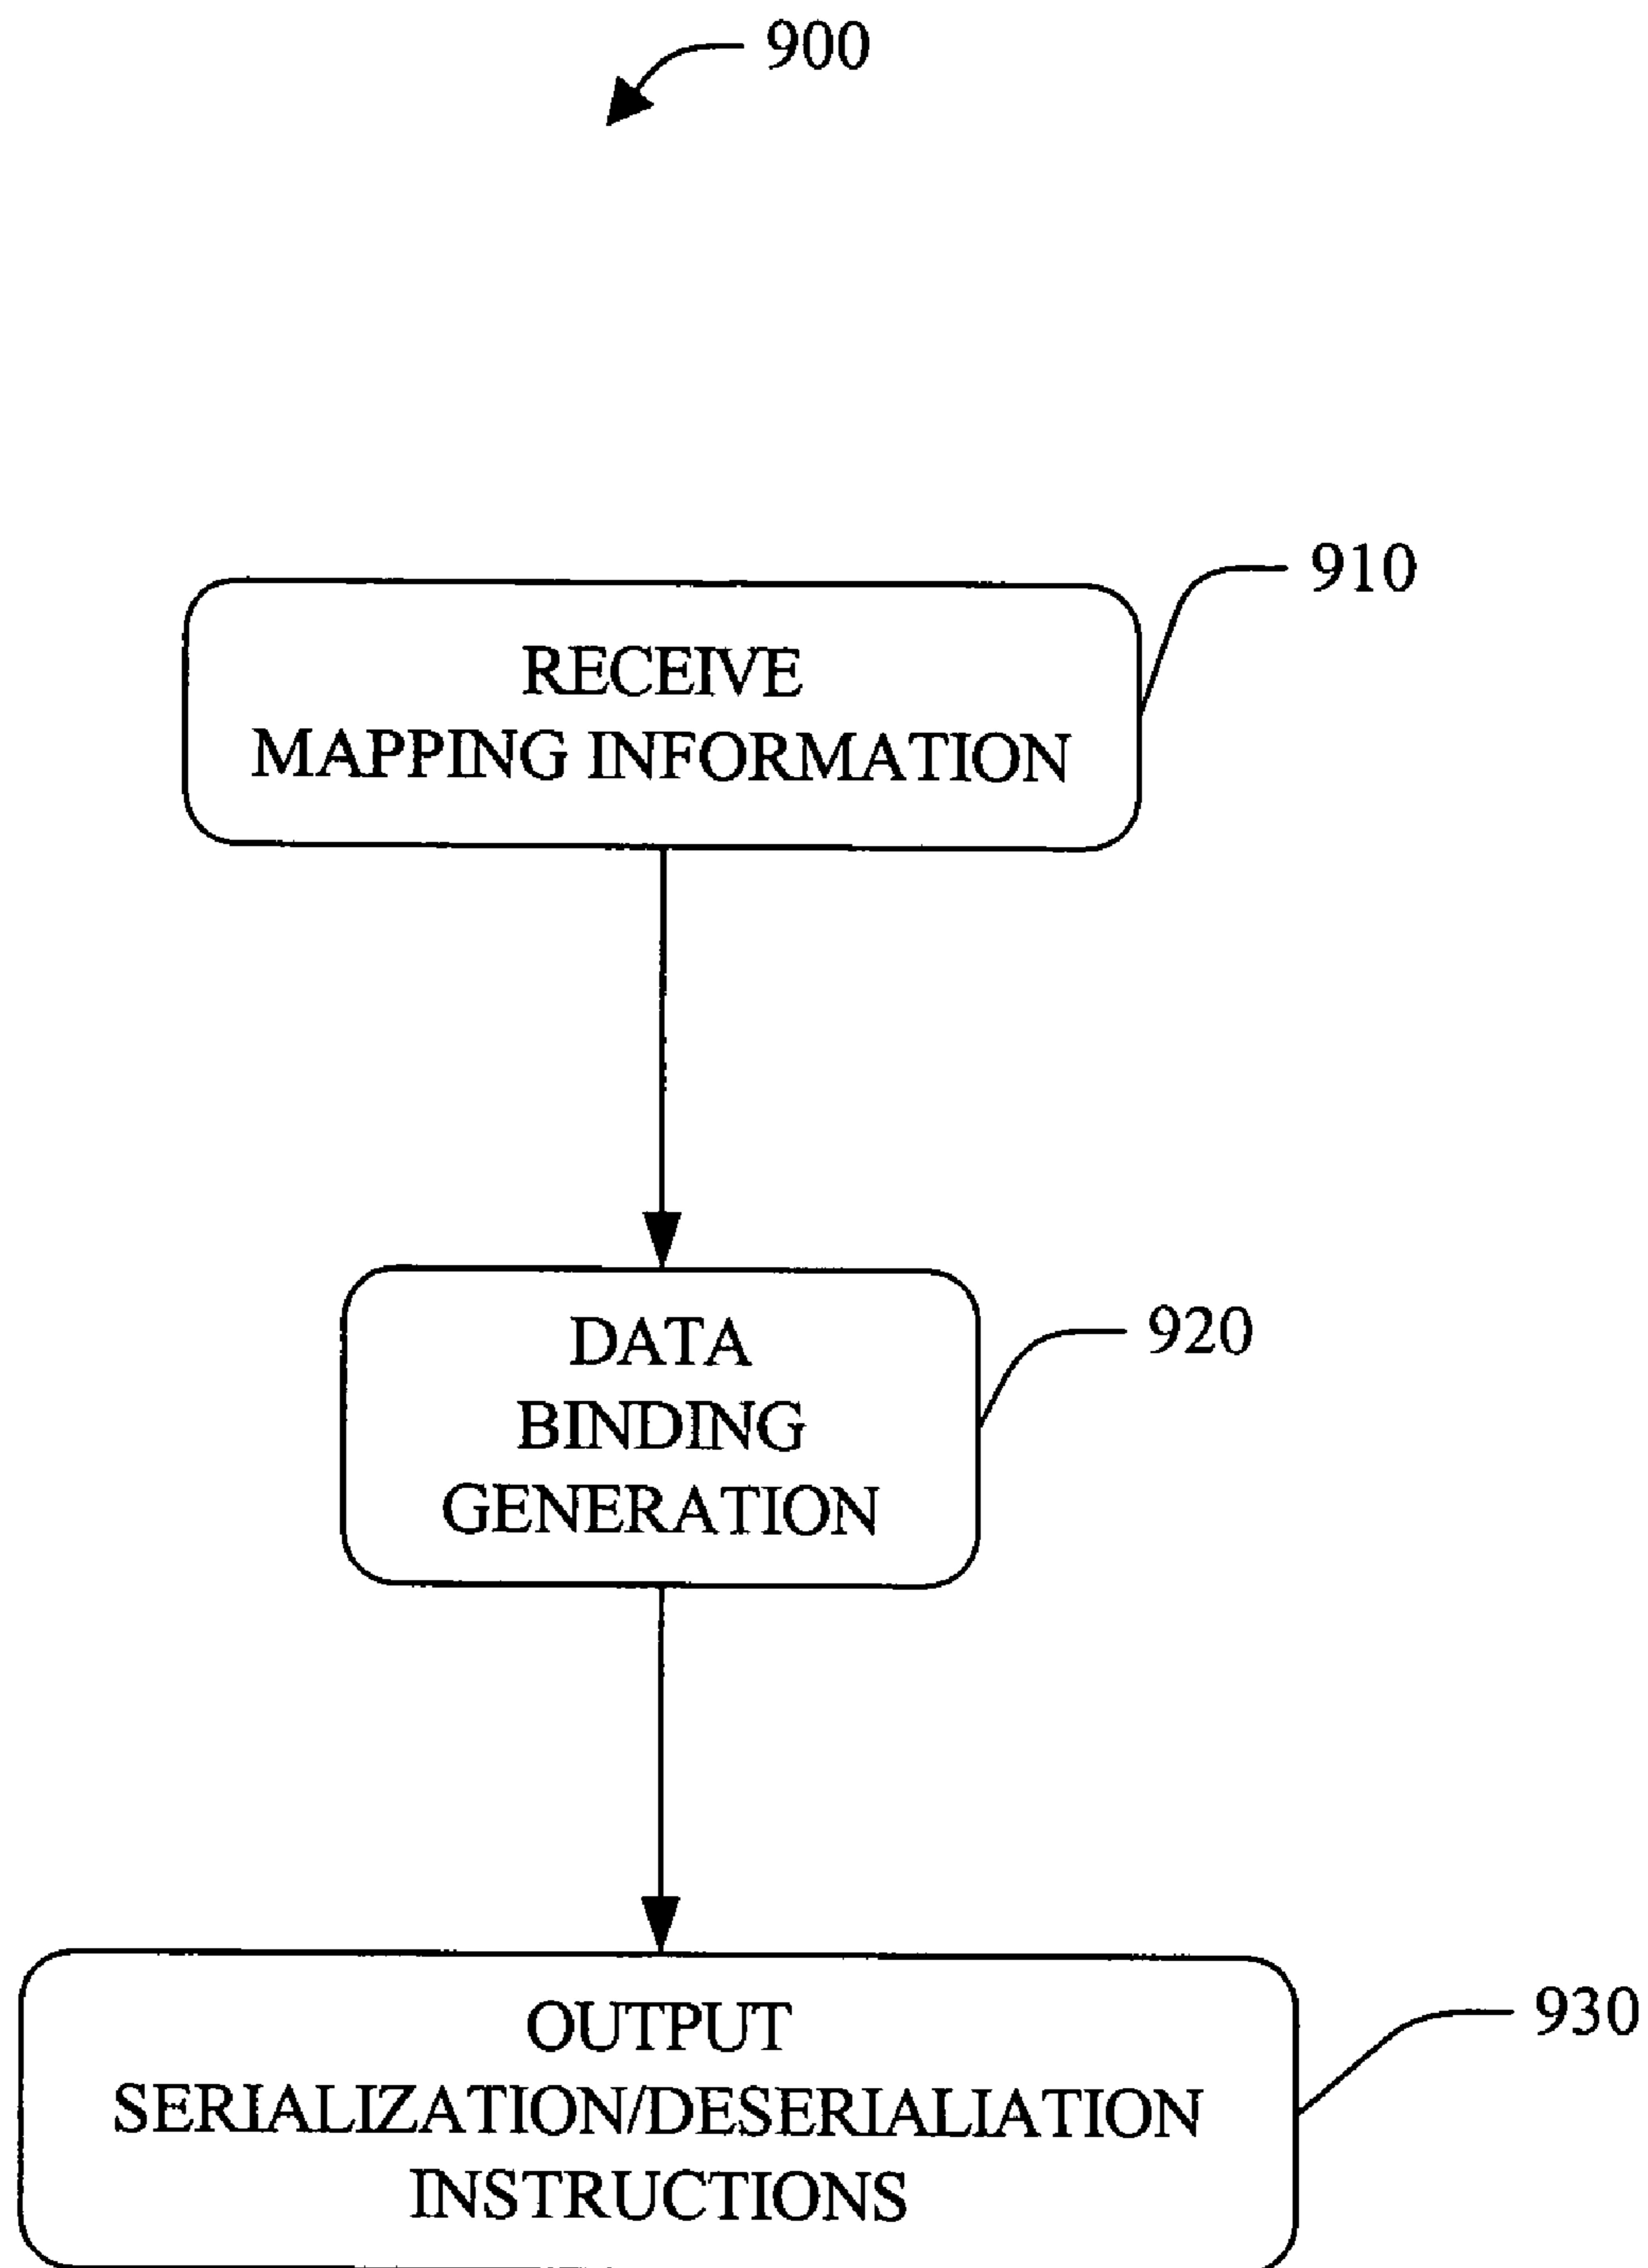 900
910
RECEIVE
MAPPING INFORMATION
920
DATA
BINDING
GENERATION
930
OUTPUT
SERIALIZATION/DESERIALIATION
INSTRUCTIONS